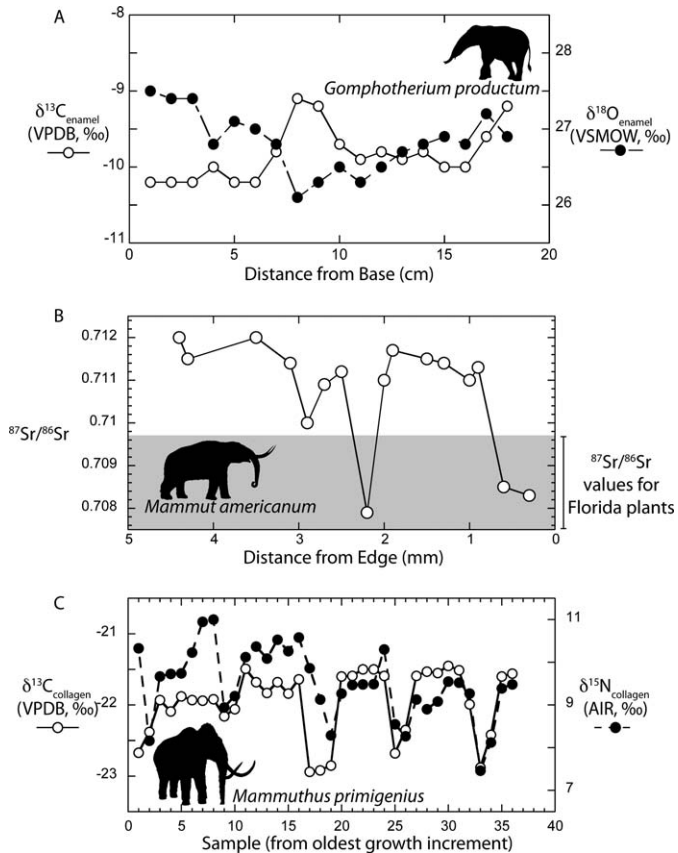 A
-8
-9
-10
-11
28
27
26
Gomphotherium productum
δ¹³Cenamel
(VPDB, ‰)
δ¹⁸Oenamel
(VSMOW, ‰)
0 5 10 15 20
Distance from Base (cm)
B
0.712
0.711
0.71
0.709
0.708
⁸⁷Sr/⁸⁶Sr
Mammut americanum
⁸⁷Sr/⁸⁶Sr
values for
Florida plants
5 4 3 2 1 0
Distance from Edge (mm)
C
-21
-22
-23
11
9
7
δ¹³Ccollagen
(VPDB, ‰)
δ¹⁵Ncollagen
(AIR, ‰)
Mammuthus primigenius
0 5 10 15 20 25 30 35 40
Sample (from oldest growth increment)